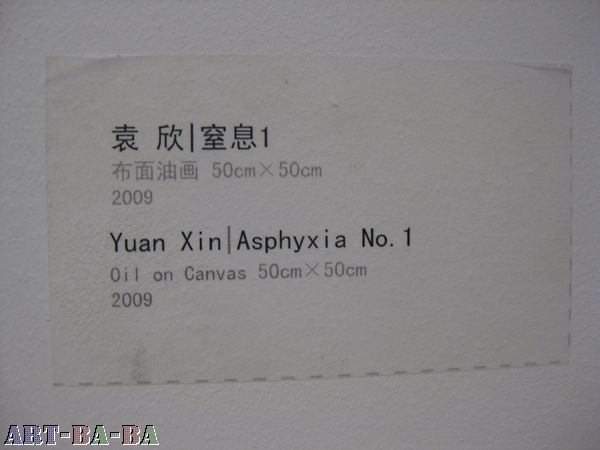 袁 欣|窒息1
布面油画 50cm×50cm
2009
Yuan Xin|Asphyxia No.1
Oil on Canvas 50cm×50cm
2009
ART-BA-BA